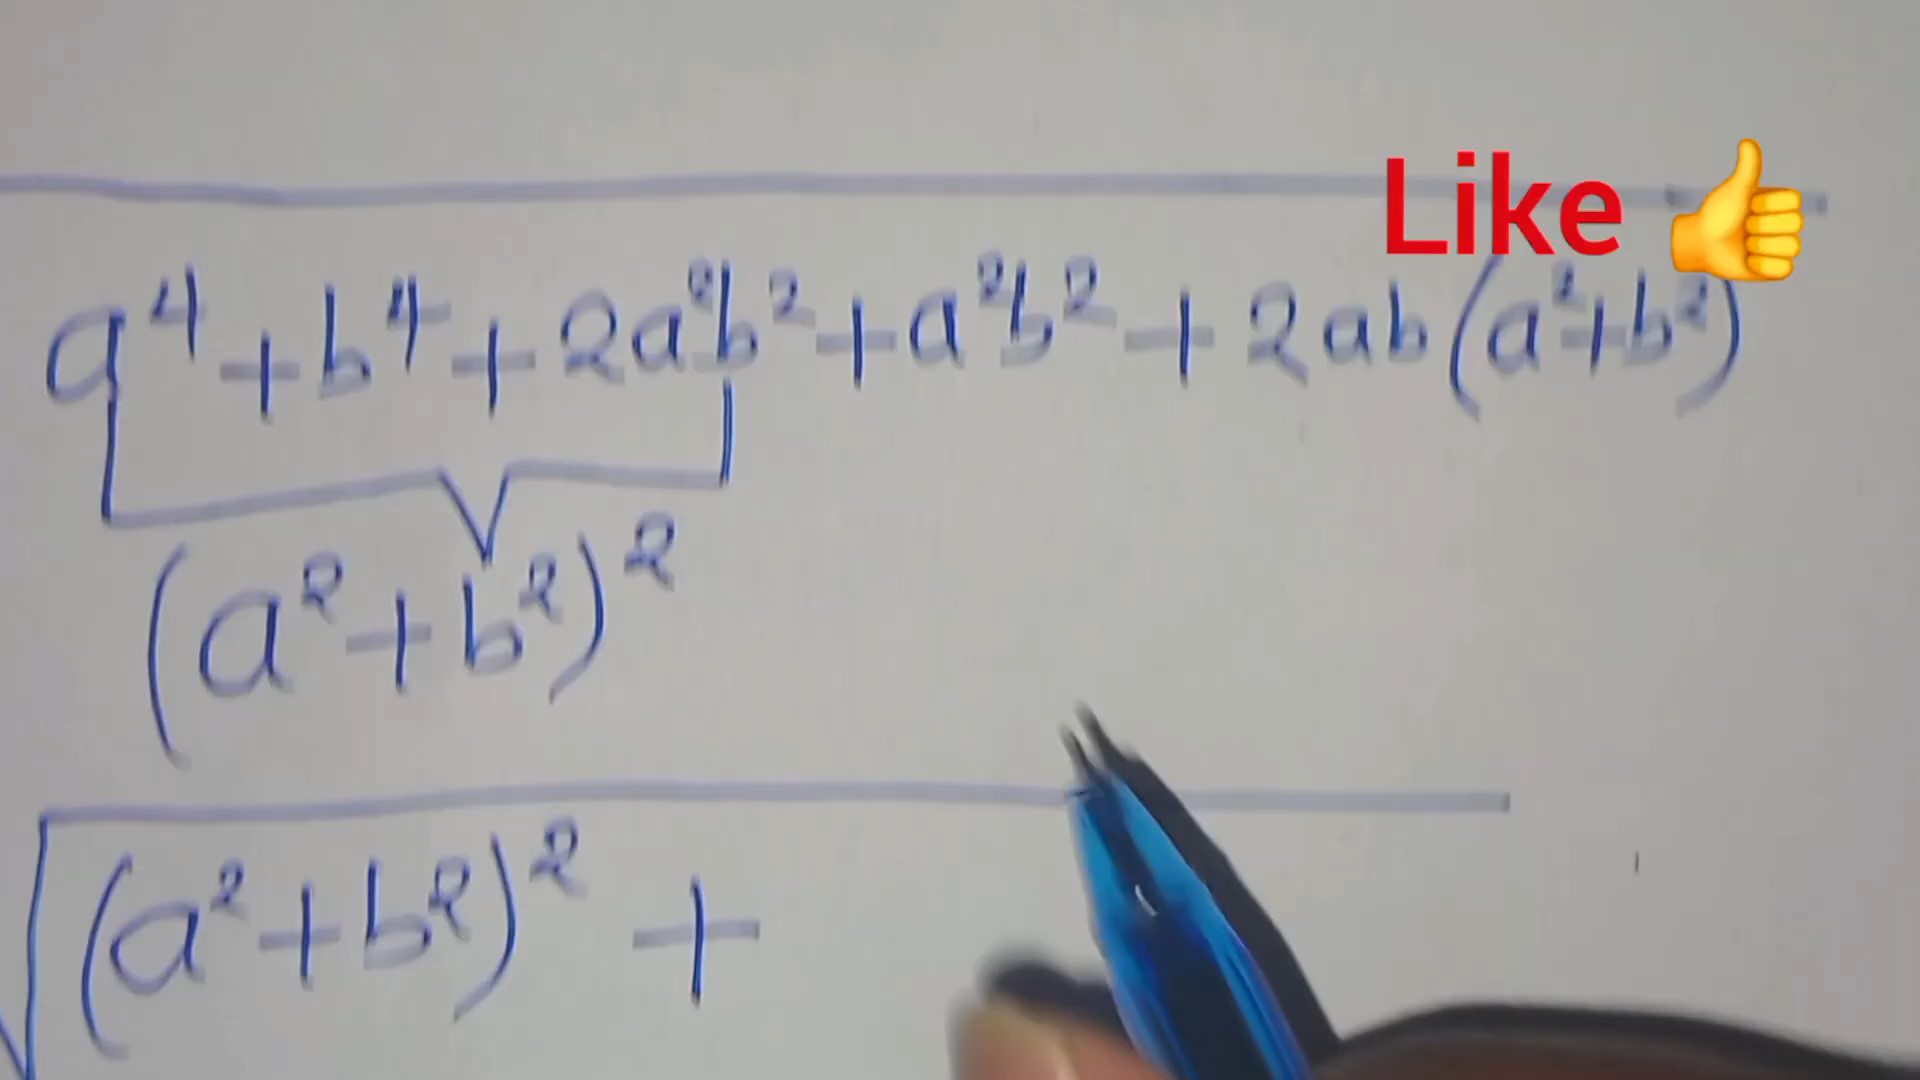 Like 👍
a⁴+b⁴+2a²b²+a²b²+2ab(a²+b²)
(a²+b²)²
√(a²+b²)² +